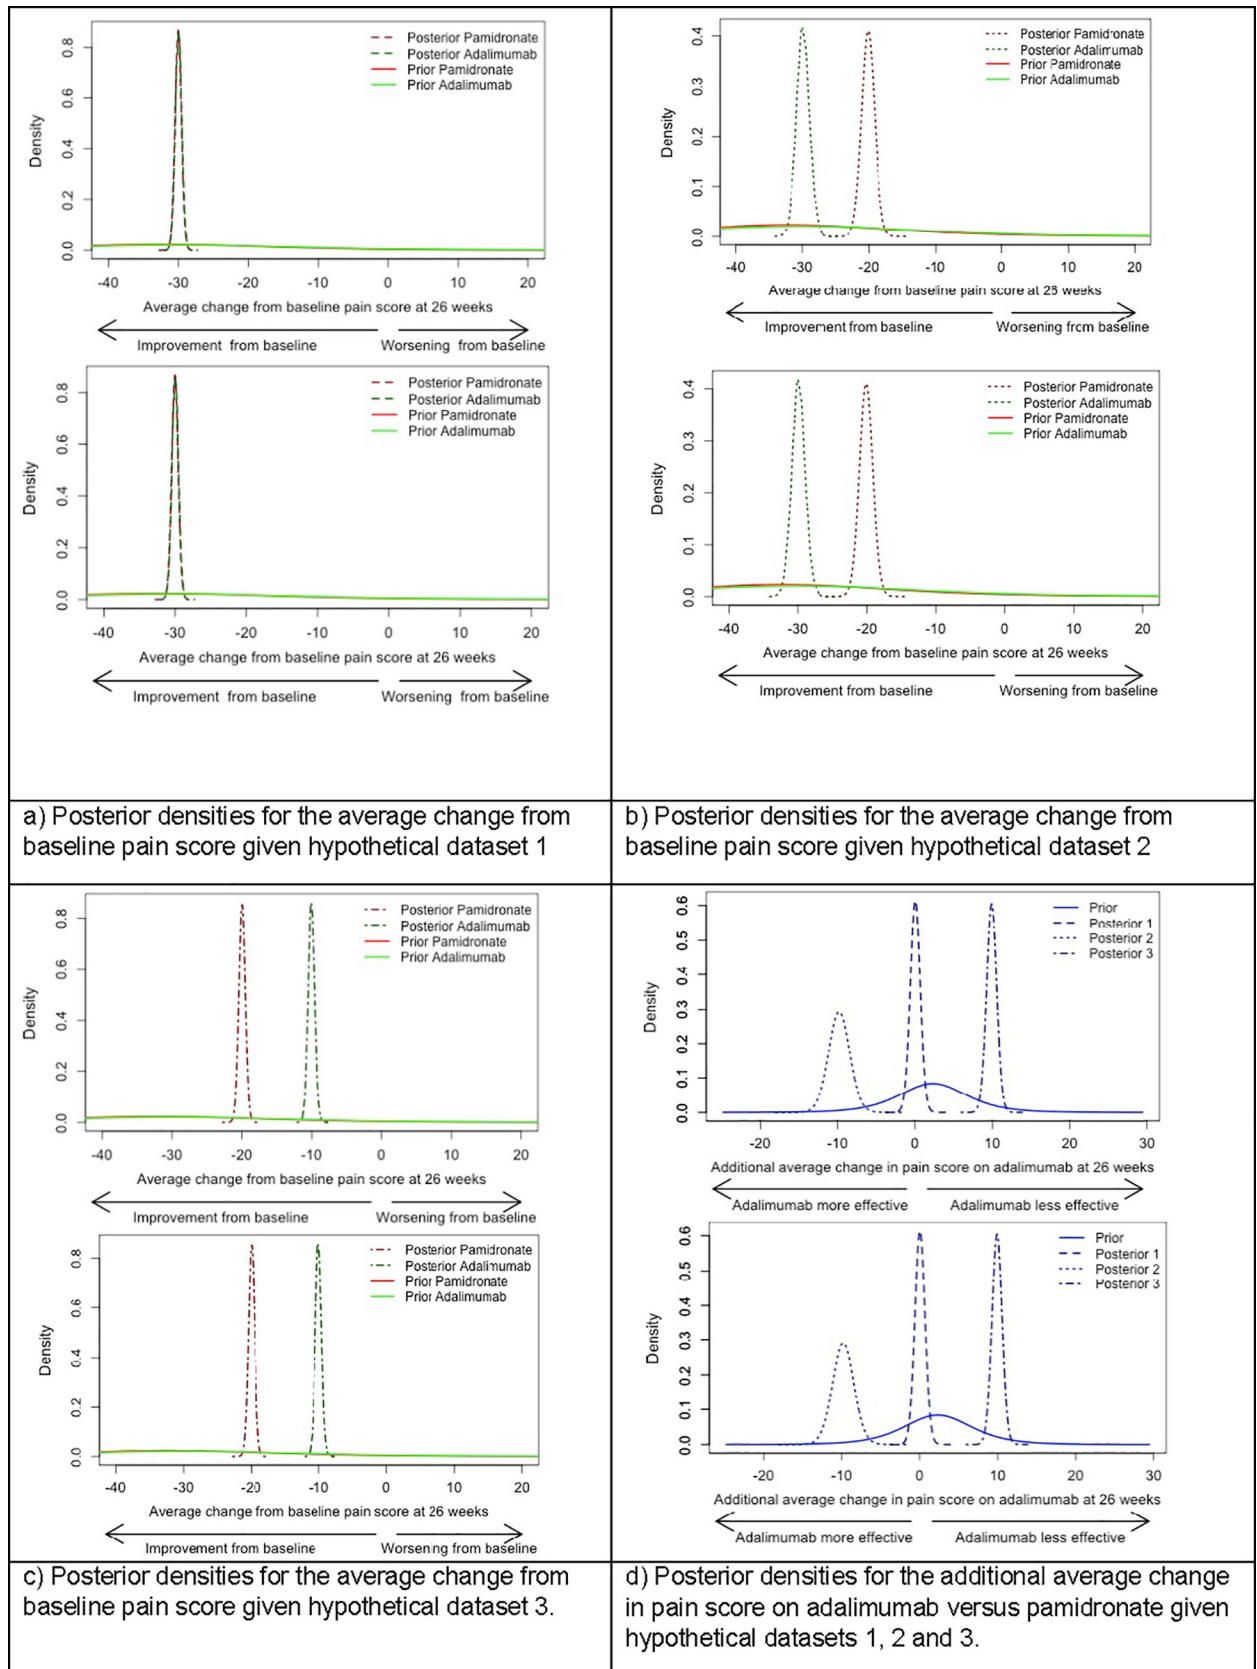 Density
0.8
0.6
0.4
0.2
0.0
Posterior Pamidronate
Posterior Adalimumab
Prior Pamidronate
Prior Adalimumab
-40 -30 -20 -10 0 10 20
Average change from baseline pain score at 26 weeks
Improvement from baseline Worsening from baseline
Density
0.8
0.6
0.4
0.2
0.0
Posterior Pamidronate
Posterior Adalimumab
Prior Pamidronate
Prior Adalimumab
-40 -30 -20 -10 0 10 20
Average change from baseline pain score at 26 weeks
Improvement from baseline Worsening from baseline
a) Posterior densities for the average change from
baseline pain score given hypothetical dataset 1
Density
0.4
0.3
0.2
0.1
0.0
Posterior Pamidronate
Posterior Adalimumab
Prior Pamidronate
Prior Adalimumab
-40 -30 -20 -10 0 10 20
Average change from baseline pain score at 26 weeks
Improvement from baseline Worsening from baseline
Density
0.4
0.3
0.2
0.1
0.0
Posterior Pamidronate
Posterior Adalimumab
Prior Pamidronate
Prior Adalimumab
-40 -30 -20 -10 0 10 20
Average change from baseline pain score at 26 weeks
Improvement from baseline Worsening from baseline
b) Posterior densities for the average change from
baseline pain score given hypothetical dataset 2
Density
0.8
0.6
0.4
0.2
0.0
Posterior Pamidronate
Posterior Adalimumab
Prior Pamidronate
Prior Adalimumab
-40 -30 -20 -10 0 10 20
Average change from baseline pain score at 26 weeks
Improvement from baseline Worsening from baseline
Density
0.8
0.6
0.4
0.2
0.0
Posterior Pamidronate
Posterior Adalimumab
Prior Pamidronate
Prior Adalimumab
-40 -30 -20 -10 0 10 20
Average change from baseline pain score at 26 weeks
Improvement from baseline Worsening from baseline
c) Posterior densities for the average change from
baseline pain score given hypothetical dataset 3.
Density
0.6
0.5
0.4
0.3
0.2
0.1
0.0
Prior
Posterior 1
Posterior 2
Posterior 3
-20 -10 0 10 20 30
Additional average change in pain score on adalimumab at 26 weeks
Adalimumab more effective Adalimumab less effective
Density
0.6
0.5
0.4
0.3
0.2
0.1
0.0
Prior
Posterior 1
Posterior 2
Posterior 3
-20 -10 0 10 20 30
Additional average change in pain score on adalimumab at 26 weeks
Adalimumab more effective Adalimumab less effective
d) Posterior densities for the additional average change
in pain score on adalimumab versus pamidronate given
hypothetical datasets 1, 2 and 3.